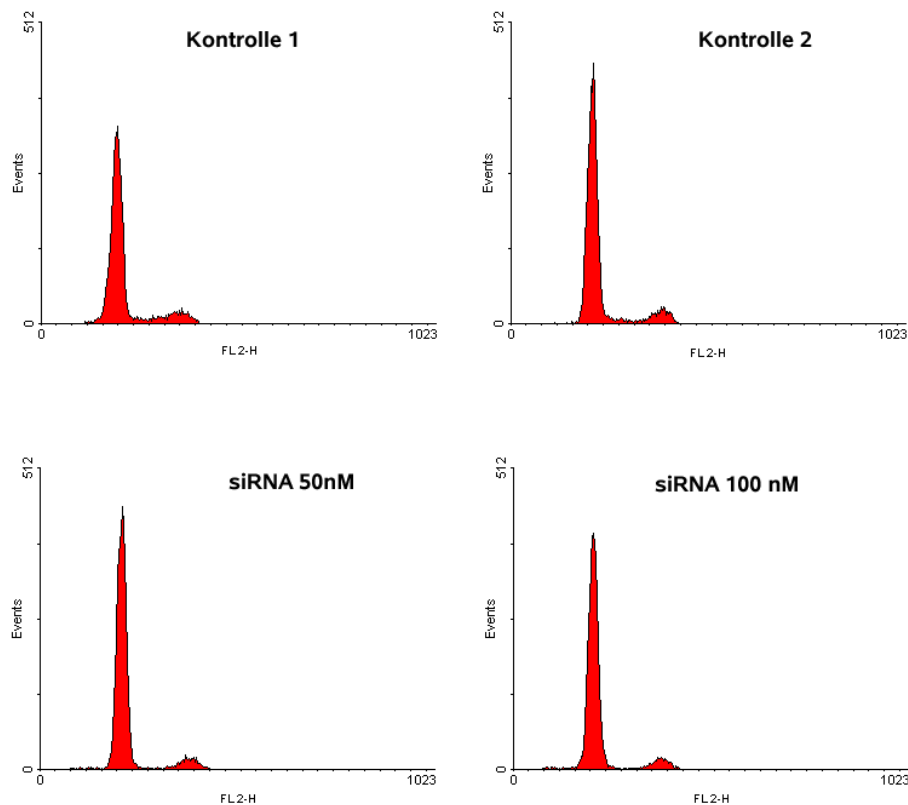 512
Kontrolle 1
Events
0
0
1023
FL2-H
512
Kontrolle 2
Events
0
0
1023
FL2-H
512
siRNA 50nM
Events
0
0
1023
FL2-H
512
siRNA 100 nM
Events
0
0
1023
FL2-H